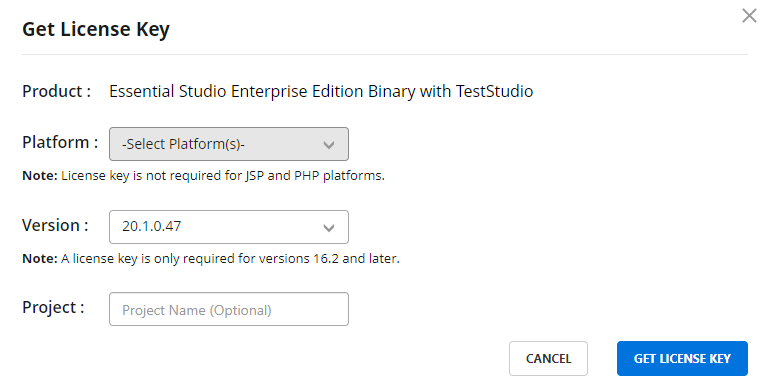 Get License Key
Product : Essential Studio Enterprise Edition Binary with TestStudio
Platform : -Select Platform(s)-
Note: License key is not required for JSP and PHP platforms.
Version : 20.1.0.47
Note: A license key is only required for versions 16.2 and later.
Project : Project Name (Optional)
CANCEL GET LICENSE KEY